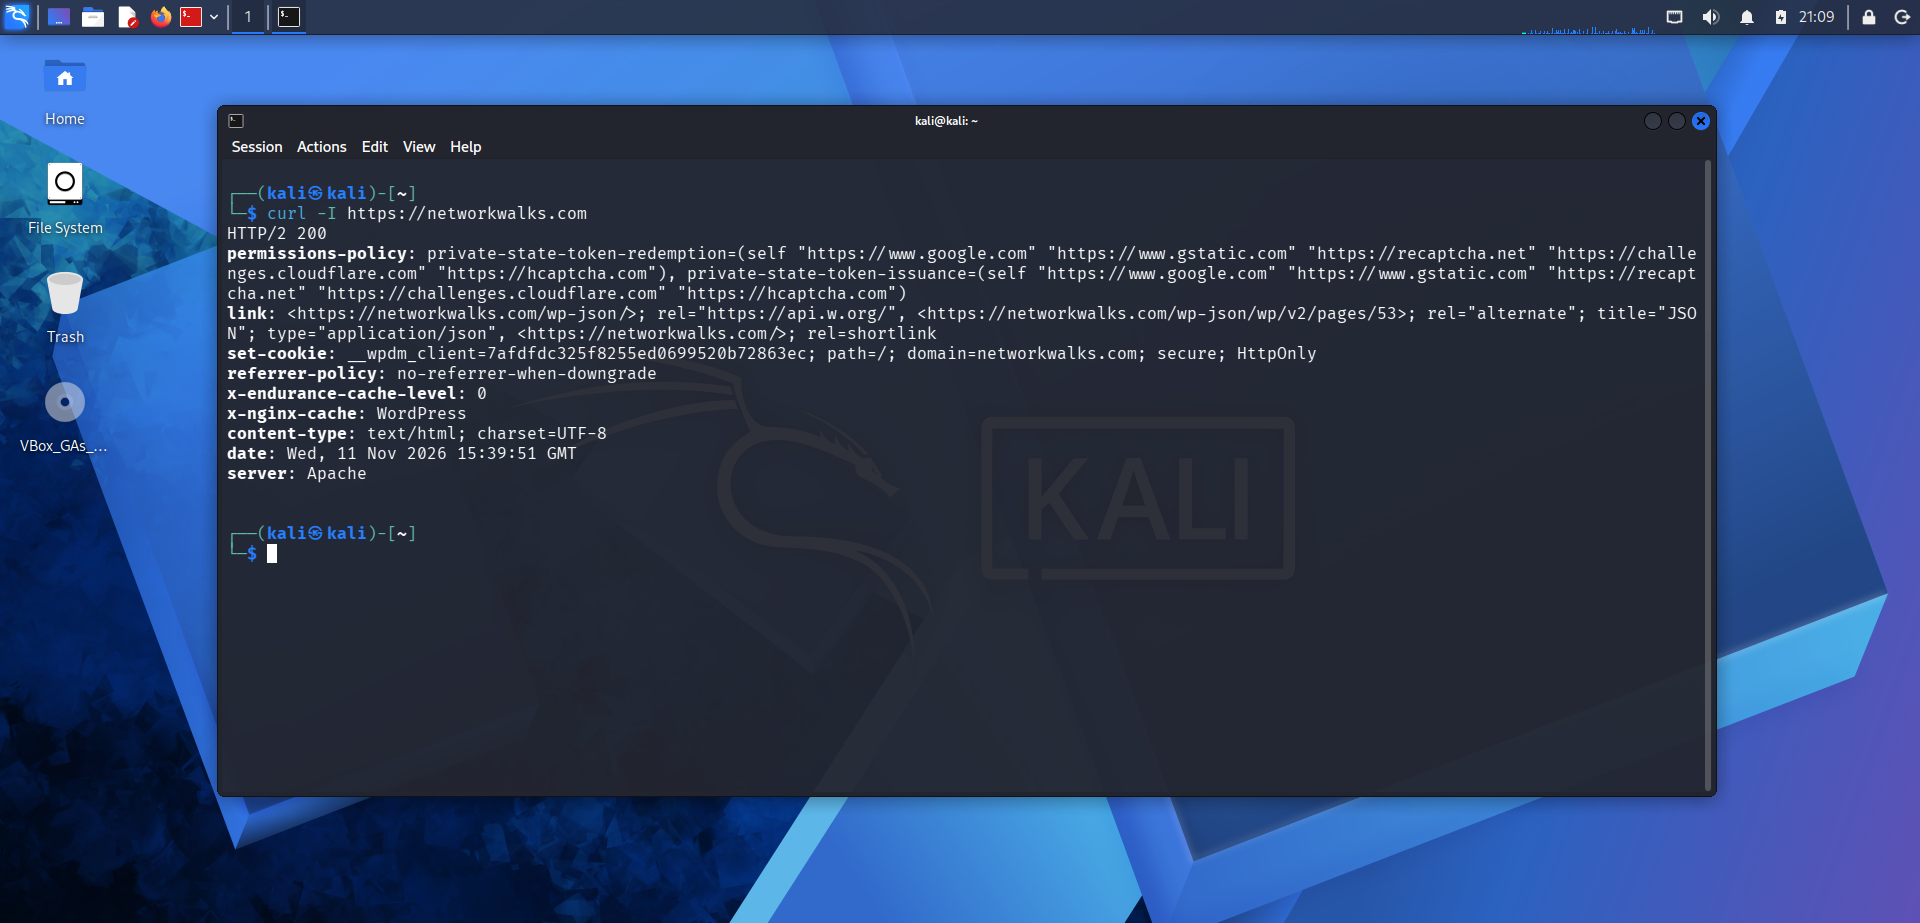 1
21:09
Home
File System
Trash
VBox_GAs_...
kali@kali: ~
Session Actions Edit View Help
┌──(kali㉿kali)-[~]
└─$ curl -I https://networkwalks.com
HTTP/2 200
permissions-policy: private-state-token-redemption=(self "https://www.google.com" "https://www.gstatic.com" "https://recaptcha.net" "https://challe
nges.cloudflare.com" "https://hcaptcha.com"), private-state-token-issuance=(self "https://www.google.com" "https://www.gstatic.com" "https://recapt
cha.net" "https://challenges.cloudflare.com" "https://hcaptcha.com")
link: <https://networkwalks.com/wp-json/>; rel="https://api.w.org/", <https://networkwalks.com/wp-json/wp/v2/pages/53>; rel="alternate"; title="JSO
N"; type="application/json", <https://networkwalks.com/>; rel=shortlink
set-cookie: __wpdm_client=7afdfdc325f8255ed0699520b72863ec; path=/; domain=networkwalks.com; secure; HttpOnly
referrer-policy: no-referrer-when-downgrade
x-endurance-cache-level: 0
x-nginx-cache: WordPress
content-type: text/html; charset=UTF-8
date: Wed, 11 Nov 2026 15:39:51 GMT
server: Apache
┌──(kali㉿kali)-[~]
└─$
KALI